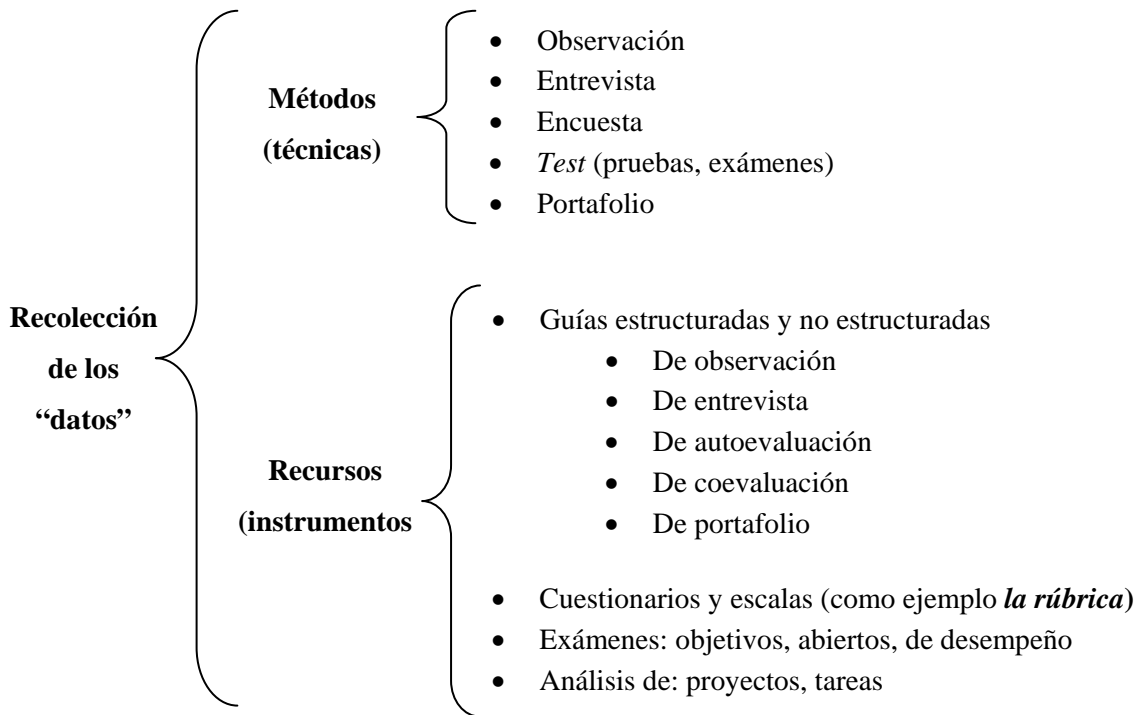 Recolección
de los
“datos”
Métodos
(técnicas)
• Observación
• Entrevista
• Encuesta
• Test (pruebas, exámenes)
• Portafolio
Recursos
(instrumentos
• Guías estructuradas y no estructuradas
• De observación
• De entrevista
• De autoevaluación
• De coevaluación
• De portafolio
• Cuestionarios y escalas (como ejemplo la rúbrica)
• Exámenes: objetivos, abiertos, de desempeño
• Análisis de: proyectos, tareas